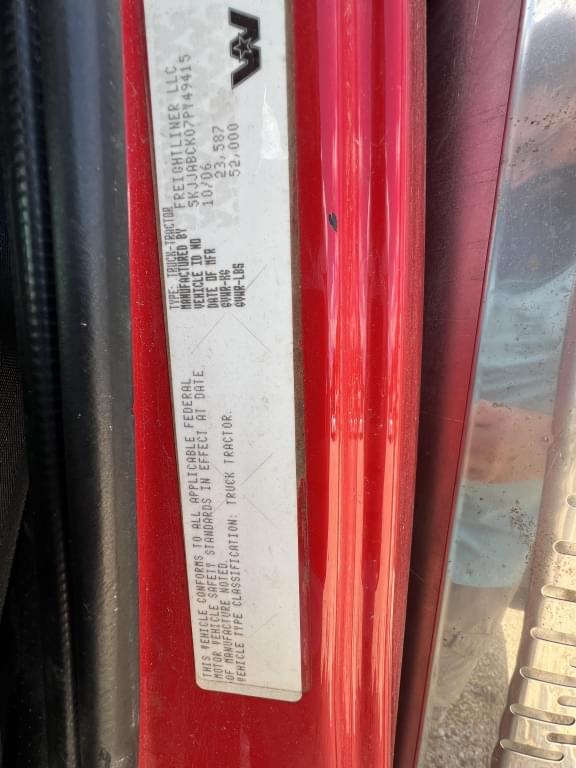 TYPE: TRUCK-TRACTOR
MANUFACTURED BY FREIGHTLINER LLC
VEHICLE ID NO 5KJJABCK07PY49415
DATE OF MFR 10/06
GVWR-KG 23,587
GVWR-LBS 52,000
THIS VEHICLE CONFORMS TO ALL APPLICABLE FEDERAL
MOTOR VEHICLE SAFETY STANDARDS IN EFFECT AT DATE
OF MANUFACTURE NOTED.
VEHICLE TYPE CLASSIFICATION: TRUCK TRACTOR.